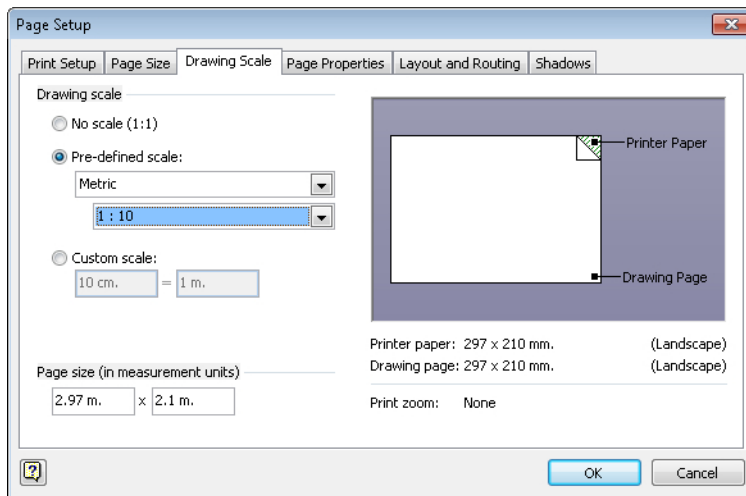 Page Setup
Print Setup
Page Size
Drawing Scale
Page Properties
Layout and Routing
Shadows
Drawing scale
No scale (1:1)
Pre-defined scale:
Metric
1 : 10
Custom scale:
10 cm. = 1 m.
Page size (in measurement units)
2.97 m. x 2.1 m.
Printer Paper
Drawing Page
Printer paper: 297 x 210 mm. (Landscape)
Drawing page: 297 x 210 mm. (Landscape)
Print zoom: None
?
OK
Cancel